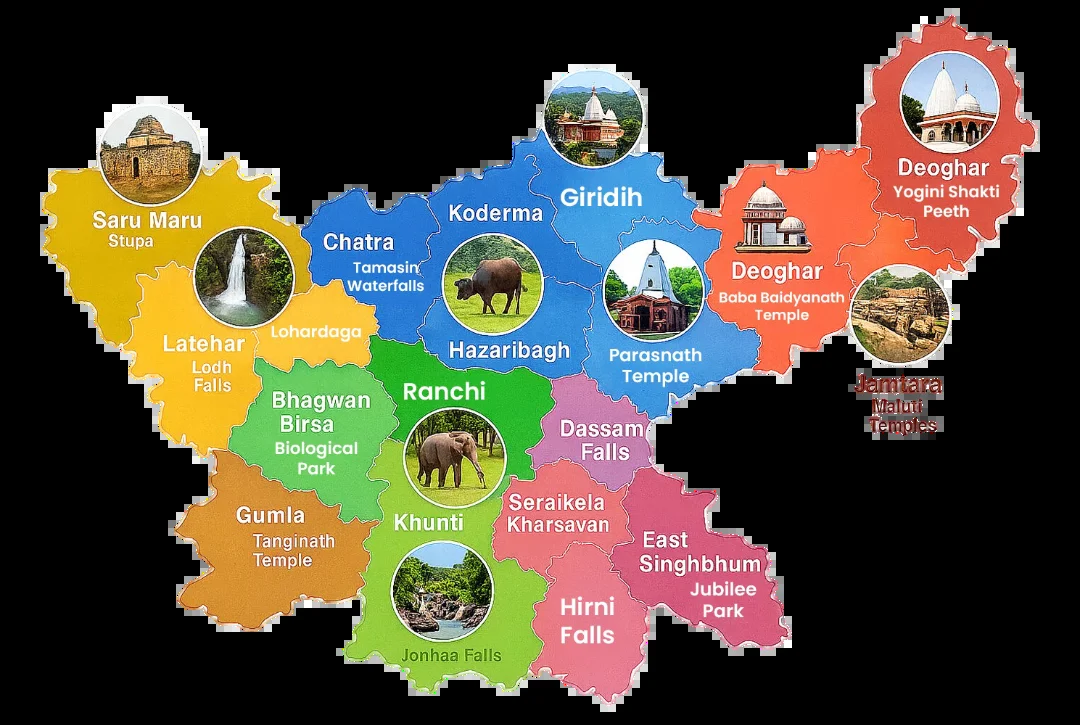 Deoghar
Yogini Shakti
Peeth
Saru Maru
Stupa
Koderma
Giridih
Chatra
Tamasin
Waterfalls
Deoghar
Baba Baidyanath
Temple
Lohardaga
Latehar
Lodh
Falls
Hazaribagh
Parasnath
Temple
Jamtara
Maluti
Temples
Ranchi
Bhagwan
Birsa
Biological
Park
Dassam
Falls
Gumla
Tanginath
Temple
Khunti
Seraikela
Kharsavan
East
Singhbhum
Jubilee
Park
Hirni
Falls
Jonhaa Falls